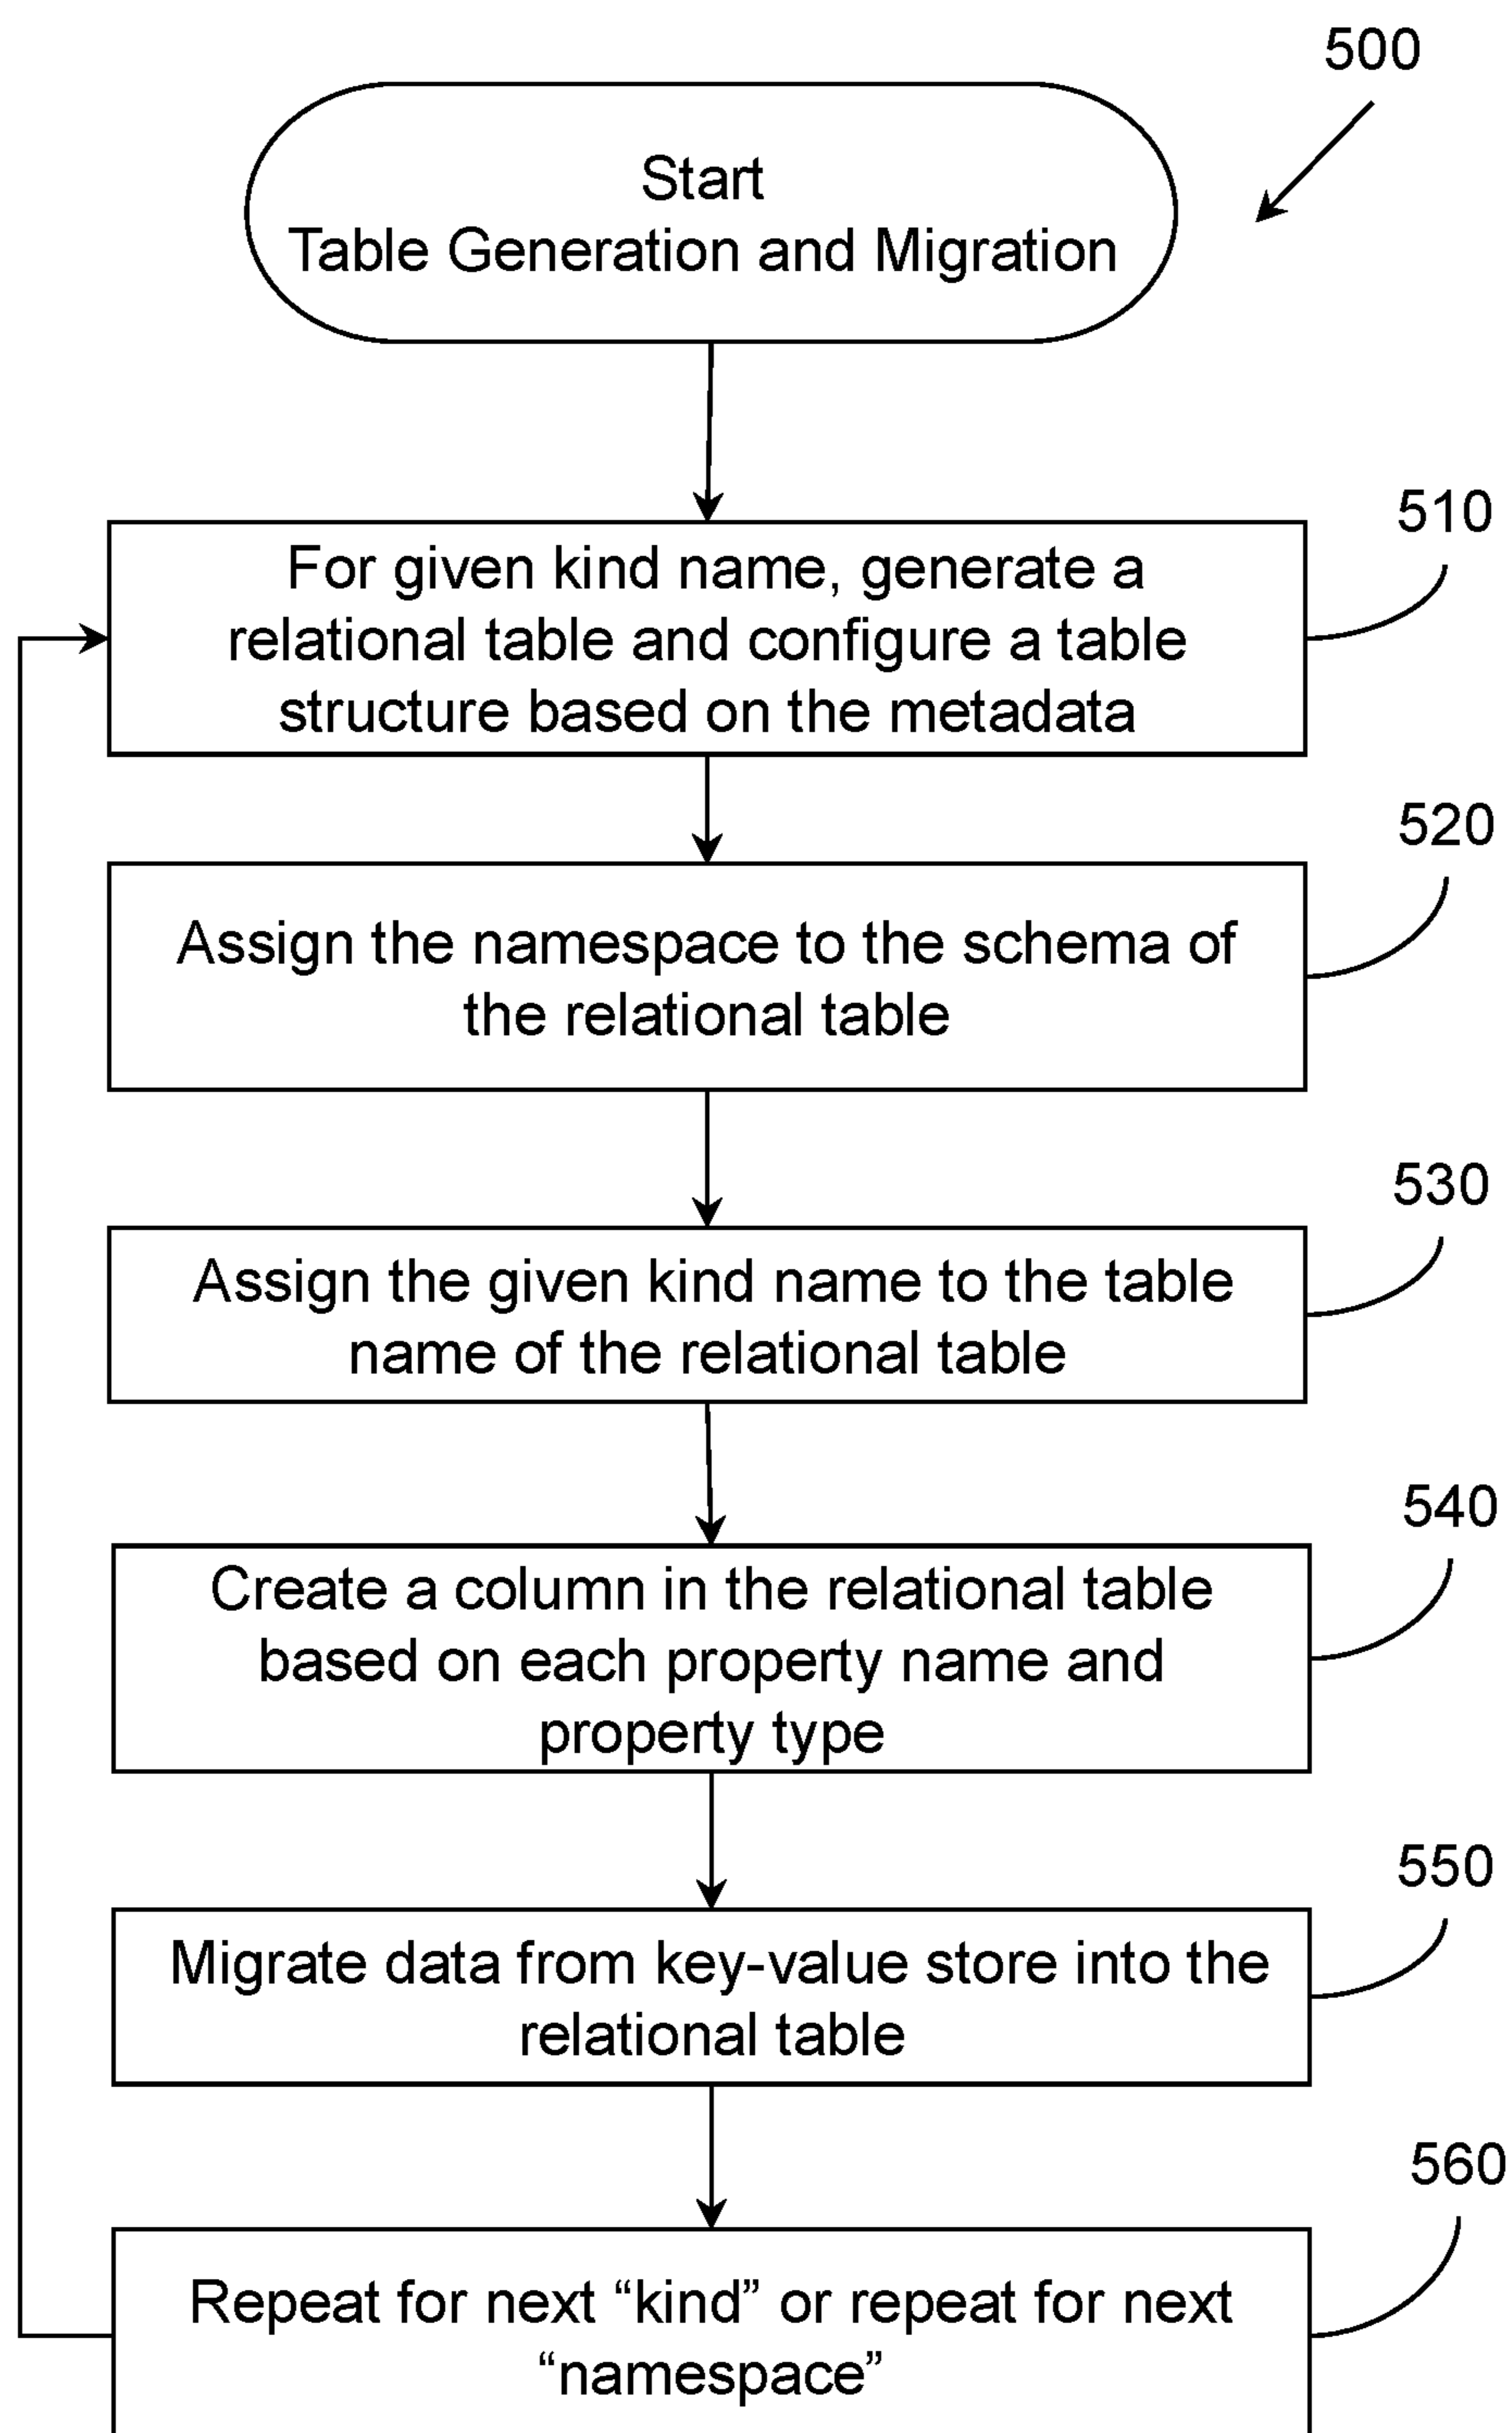 500
Start
Table Generation and Migration
510
For given kind name, generate a
relational table and configure a table
structure based on the metadata
520
Assign the namespace to the schema of
the relational table
530
Assign the given kind name to the table
name of the relational table
540
Create a column in the relational table
based on each property name and
property type
550
Migrate data from key-value store into the
relational table
560
Repeat for next “kind” or repeat for next
“namespace”